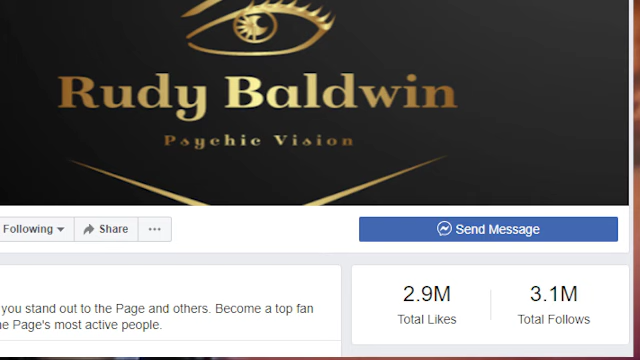 Rudy Baldwin
Psychic Vision
Following
Share
Send Message
you stand out to the Page and others. Become a top fan
Page's most active people.
2.9M
Total Likes
3.1M
Total Follows